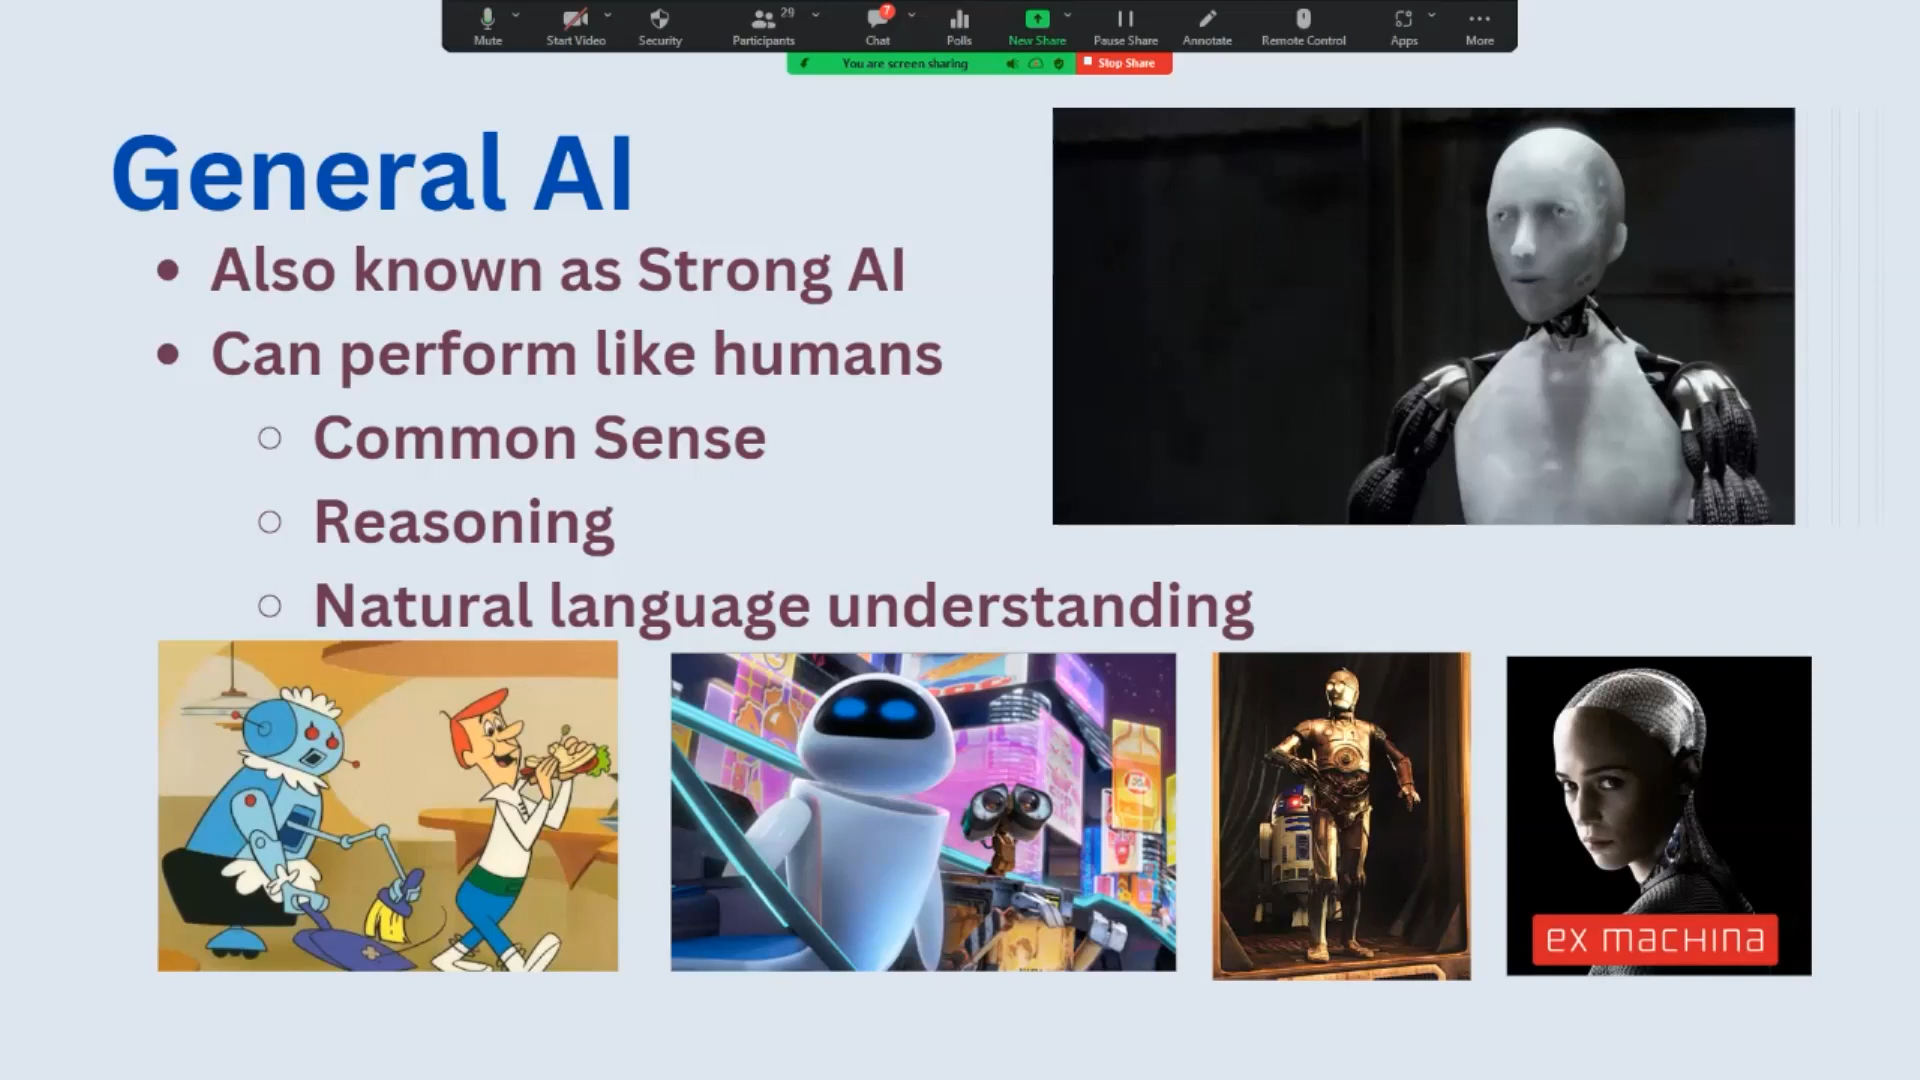 29
7
Mute
Start Video
Security
Participants
Chat
Polls
New Share
Pause Share
Annotate
Remote Control
Apps
More
You are screen sharing
Stop Share
General AI
Also known as Strong AI
Can perform like humans
Common Sense
Reasoning
Natural language understanding
ex machina